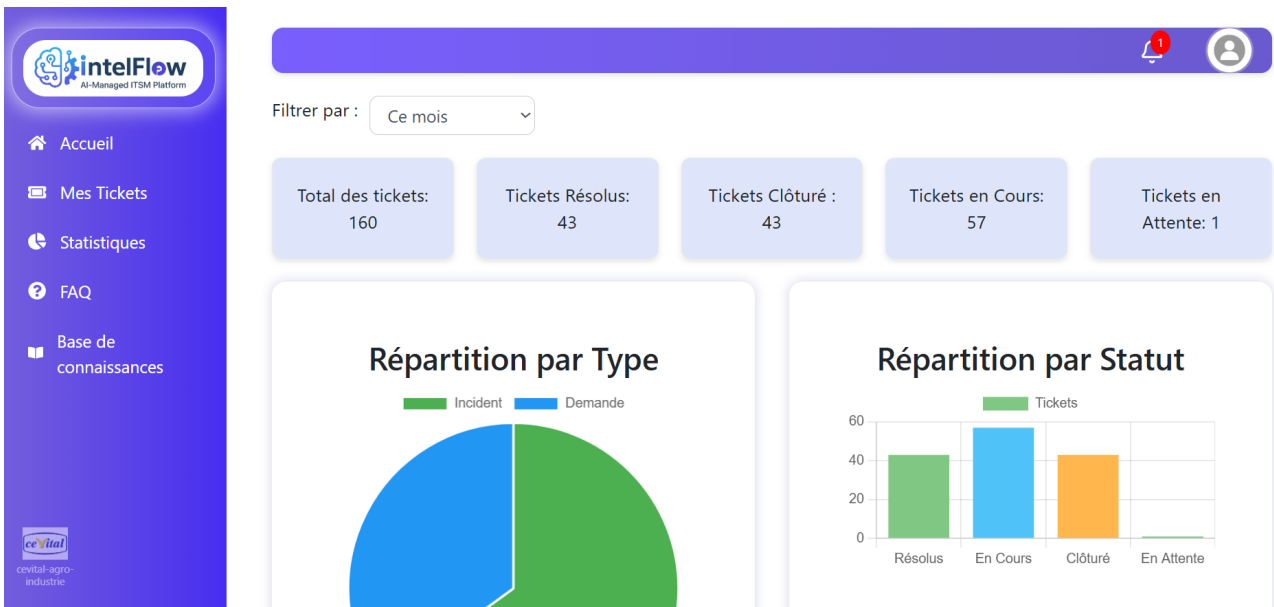 intelFlow
AI-Managed ITSM Platform
1
Filtrer par :
Ce mois
Accueil
Mes Tickets
Statistiques
FAQ
Base de
connaissances
Total des tickets:
160
Tickets Résolus:
43
Tickets Clôturé :
43
Tickets en Cours:
57
Tickets en
Attente: 1
Répartition par Type
Incident Demande
Répartition par Statut
Tickets
60
40
20
0
Résolus En Cours Clôturé En Attente
ceVital
cevital-agro-
industrie